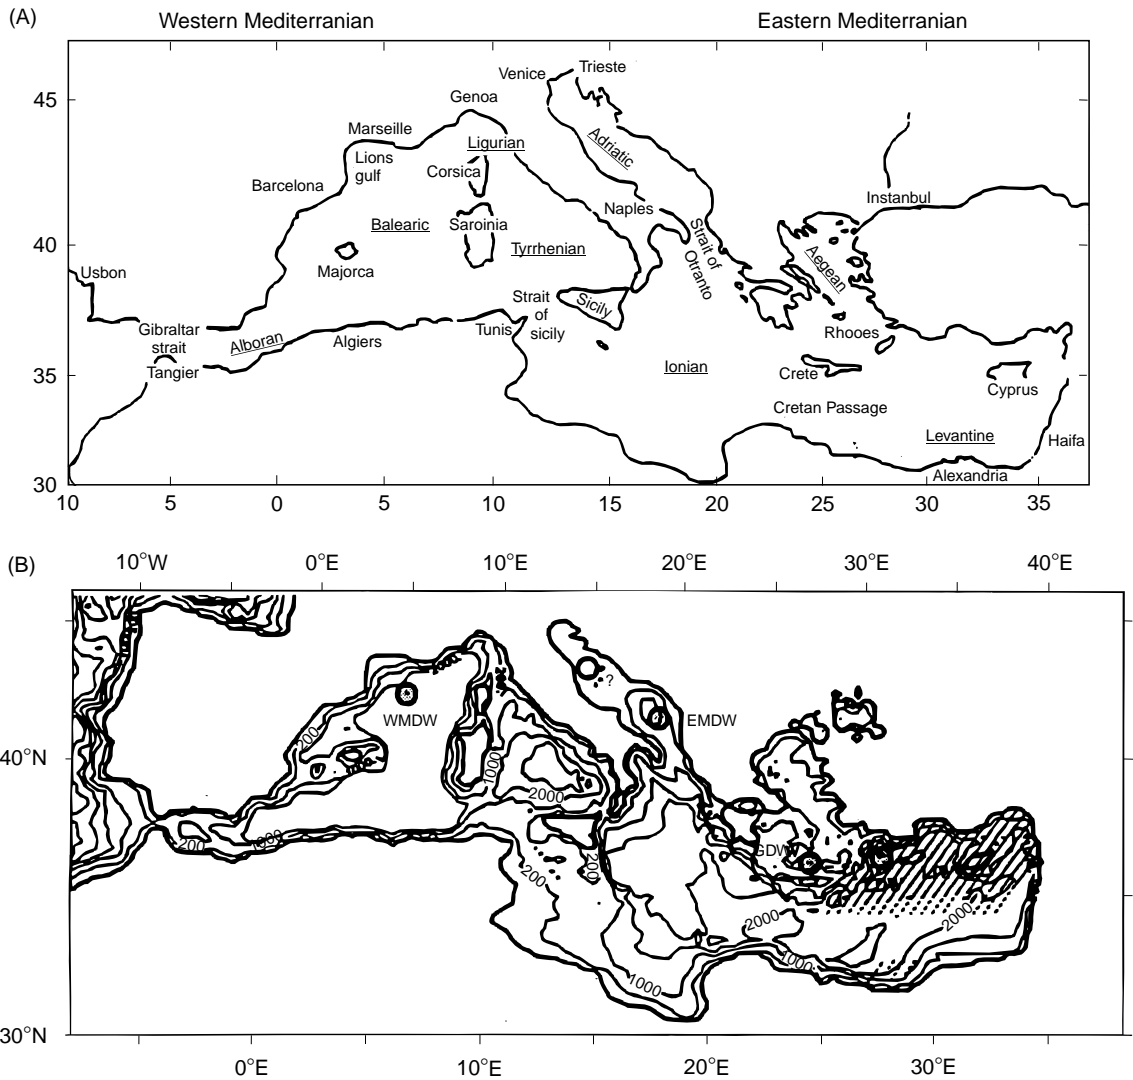 (A)
Western Mediterranean
Eastern Mediterranean
Venice
Trieste
45
Genoa
Marseille
Ligurian
Adriatic
Lions
gulf
Corsica
Barcelona
Instanbul
Naples
Balearic
Saroinia
Strait of
Otranto
40
Tyrrhenian
Aegean
Usbon
Majorca
Strait
of
sicily
Sicily
Gibraltar
strait
Alboran
Algiers
Tunis
Rhooes
Tangier
Ionian
35
Crete
Cyprus
Cretan Passage
Levantine
Haifa
Alexandria
30
10
5
0
5
10
15
20
25
30
35
(B)
10°W
0°E
10°E
20°E
30°E
40°E
?
WMDW
EMDW
200
1000
40°N
2000
200
200
200
GDW
2000
2000
1000
1000
30°N
0°E
10°E
20°E
30°E